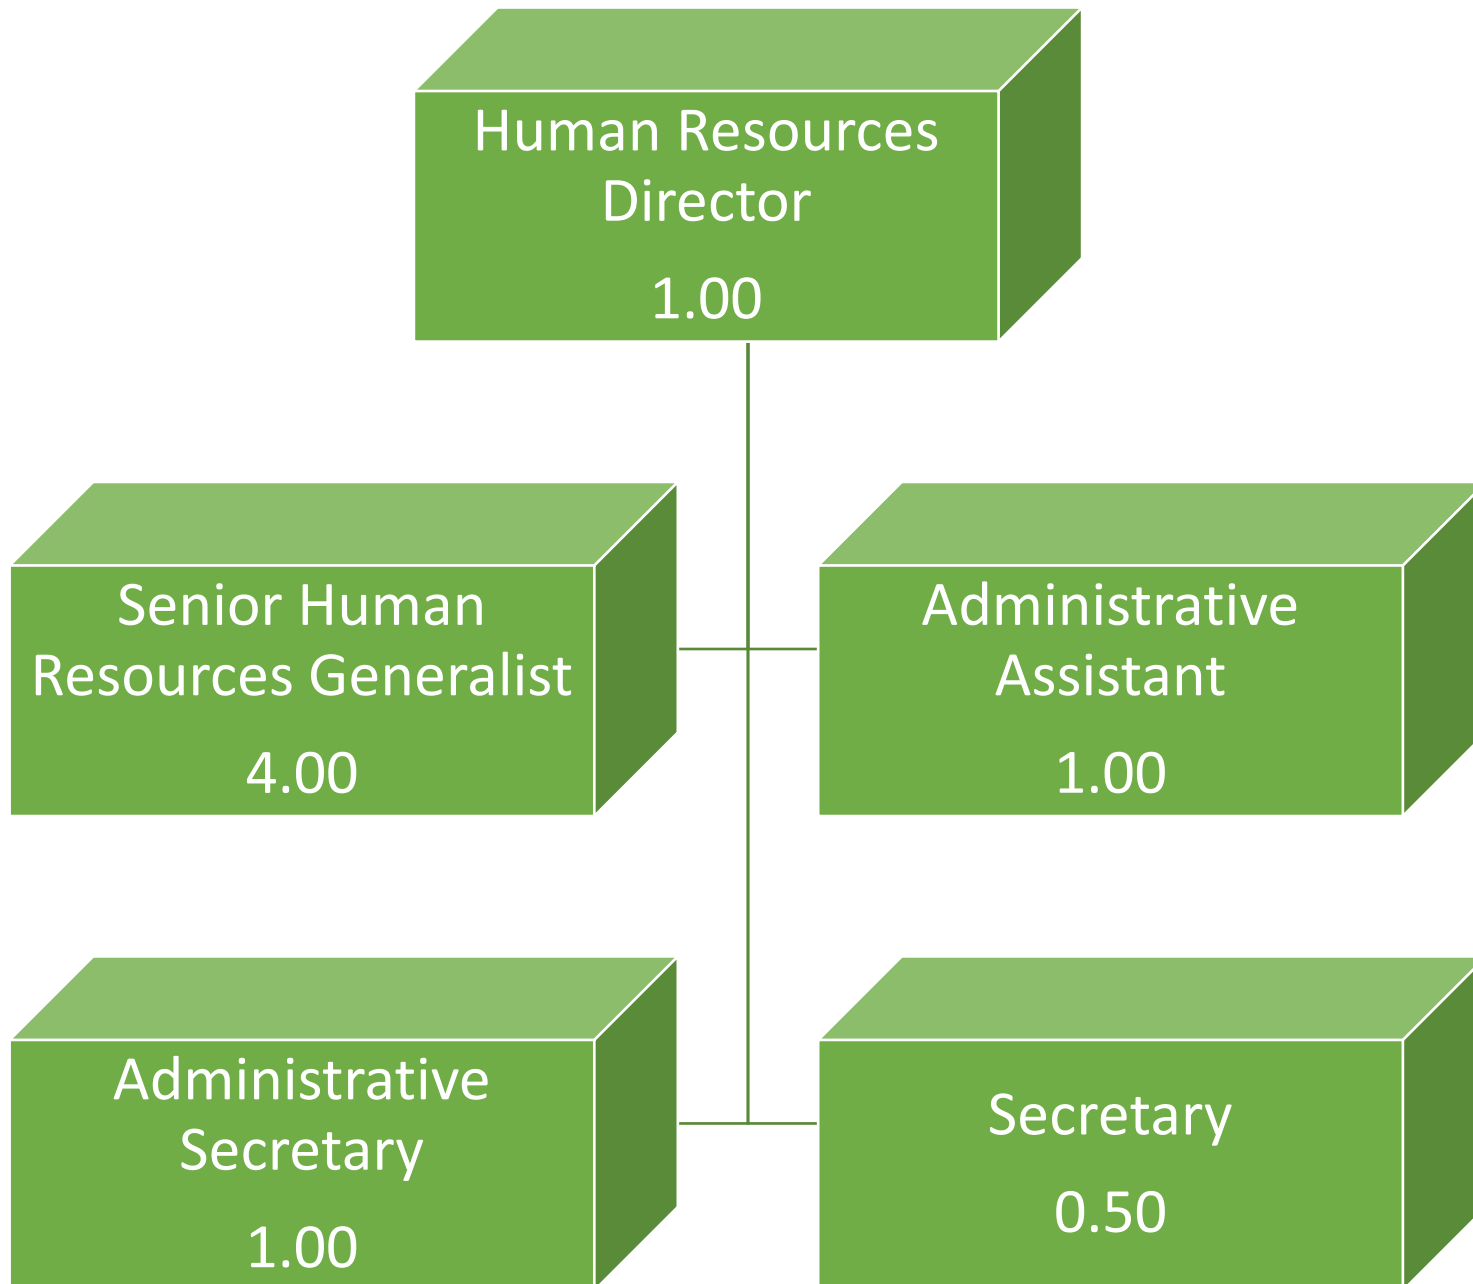 Human Resources
Director
1.00
Senior Human
Resources Generalist
4.00
Administrative
Assistant
1.00
Administrative
Secretary
1.00
Secretary
0.50